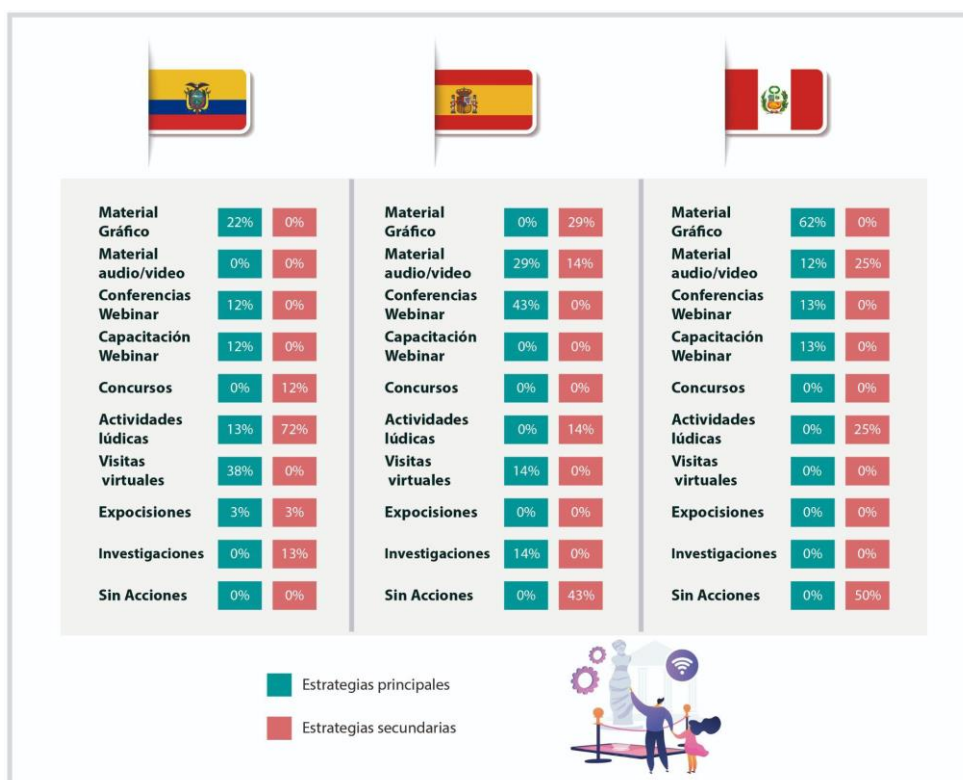 Material
Gráfico
22%
0%
Material
audio/video
0%
0%
Conferencias
Webinar
12%
0%
Capacitación
Webinar
12%
0%
Concursos
0%
12%
Actividades
lúdicas
13%
72%
Visitas
virtuales
38%
0%
Expocisiones
3%
3%
Investigaciones
0%
13%
Sin Acciones
0%
0%
Material
Gráfico
0%
29%
Material
audio/video
29%
14%
Conferencias
Webinar
43%
0%
Capacitación
Webinar
0%
0%
Concursos
0%
0%
Actividades
lúdicas
0%
14%
Visitas
virtuales
14%
0%
Expocisiones
0%
0%
Investigaciones
14%
0%
Sin Acciones
0%
43%
Material
Gráfico
62%
0%
Material
audio/video
12%
25%
Conferencias
Webinar
13%
0%
Capacitación
Webinar
13%
0%
Concursos
0%
0%
Actividades
lúdicas
0%
25%
Visitas
virtuales
0%
0%
Expocisiones
0%
0%
Investigaciones
0%
0%
Sin Acciones
0%
50%
Estrategias principales
Estrategias secundarias